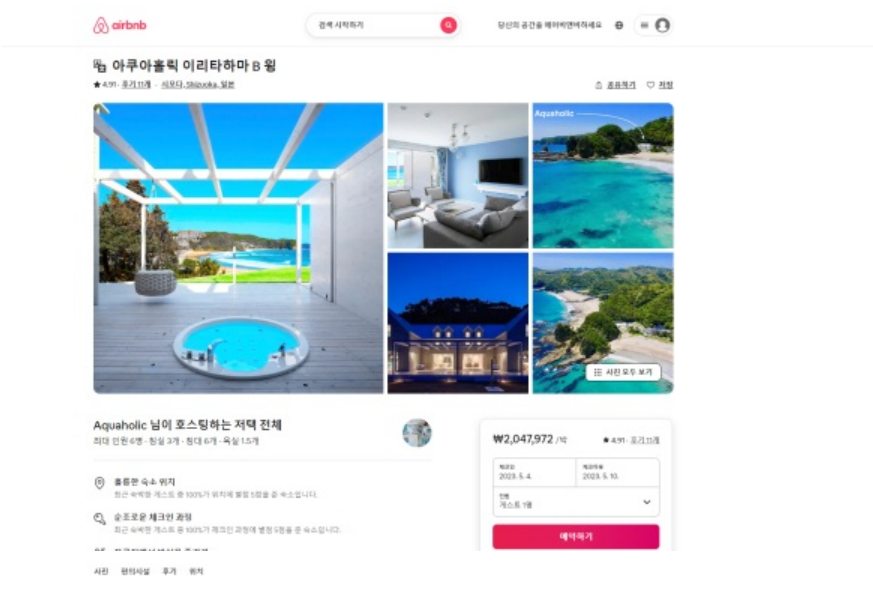 airbnb
검색 시작하기
당신의 공간을 에어비앤비하세요
아쿠아홀릭 이리타하마 B 윙
★ 4.91 · 후기 11개 · 시모다, Shizuoka, 일본
공유하기
저장
Aquaholic
사진 모두 보기
Aquaholic 님이 호스팅하는 저택 전체
최대 인원 6명 · 침실 3개 · 침대 6개 · 욕실 1.5개
₩2,047,972 /박
★ 4.91 · 후기 11개
체크인
2023. 5. 4.
체크아웃
2023. 5. 10.
인원
게스트 1명
예약하기
훌륭한 숙소 위치
최근 숙박한 게스트 중 100%가 위치에 별점 5점을 준 숙소입니다.
순조로운 체크인 과정
최근 숙박한 게스트 중 100%가 체크인 과정에 별점 5점을 준 숙소입니다.
사진 편의시설 후기 위치